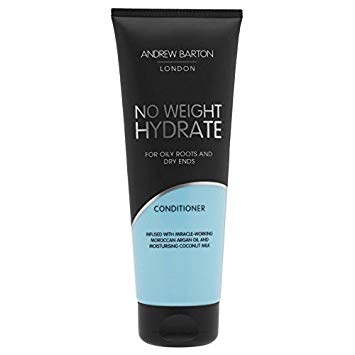 ANDREW BARTON
LONDON
NO WEIGHT
HYDRATE
FOR OILY ROOTS AND
DRY ENDS
CONDITIONER
INFUSED WITH MIRACLE-WORKING
MOROCCAN ARGAN OIL AND
MOISTURISING COCONUT MILK